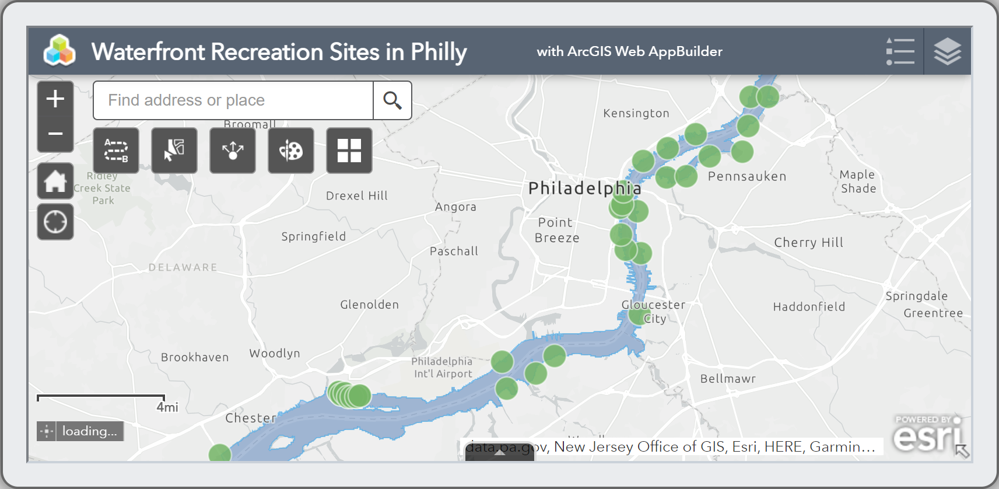 Waterfront Recreation Sites in Philly
with ArcGIS Web AppBuilder
Find address or place
Kensington
Broomall
A
B
Ridley
Creek State
Park
Pennsauken
Maple
Shade
Philadelphia
Drexel Hill
Angora
Point
Breeze
Springfield
Cherry Hill
Paschall
DELAWARE
Glenolden
Gloucester
City
Springdale
Haddonfield
Greentree
Brookhaven
Woodlyn
Philadelphia
Int'l Airport
Bellmawr
4mi
Chester
loading...
POWERED BY
esri
data.pa.gov, New Jersey Office of GIS, Esri, HERE, Garmin...